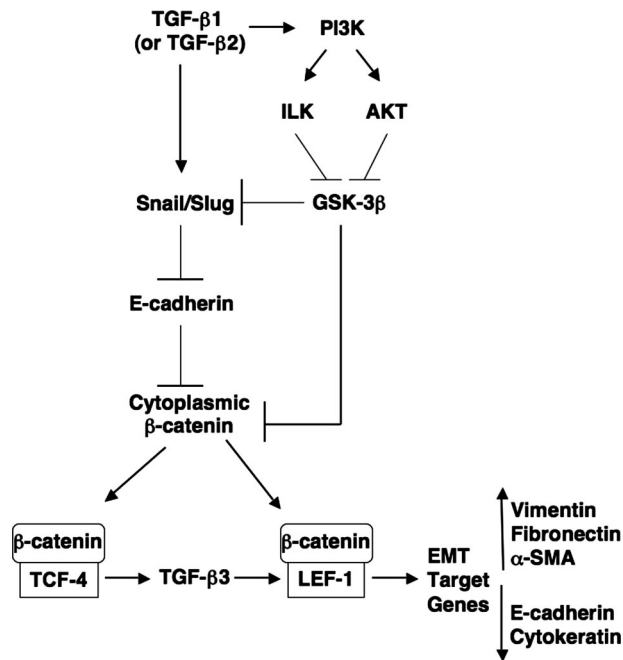 TGF-β1
(or TGF-β2)
PI3K
ILK
AKT
Snail/Slug
GSK-3β
E-cadherin
Cytoplasmic
β-catenin
β-catenin
TCF-4
TGF-β3
β-catenin
LEF-1
EMT
Target
Genes
Vimentin
Fibronectin
α-SMA
E-cadherin
Cytokeratin